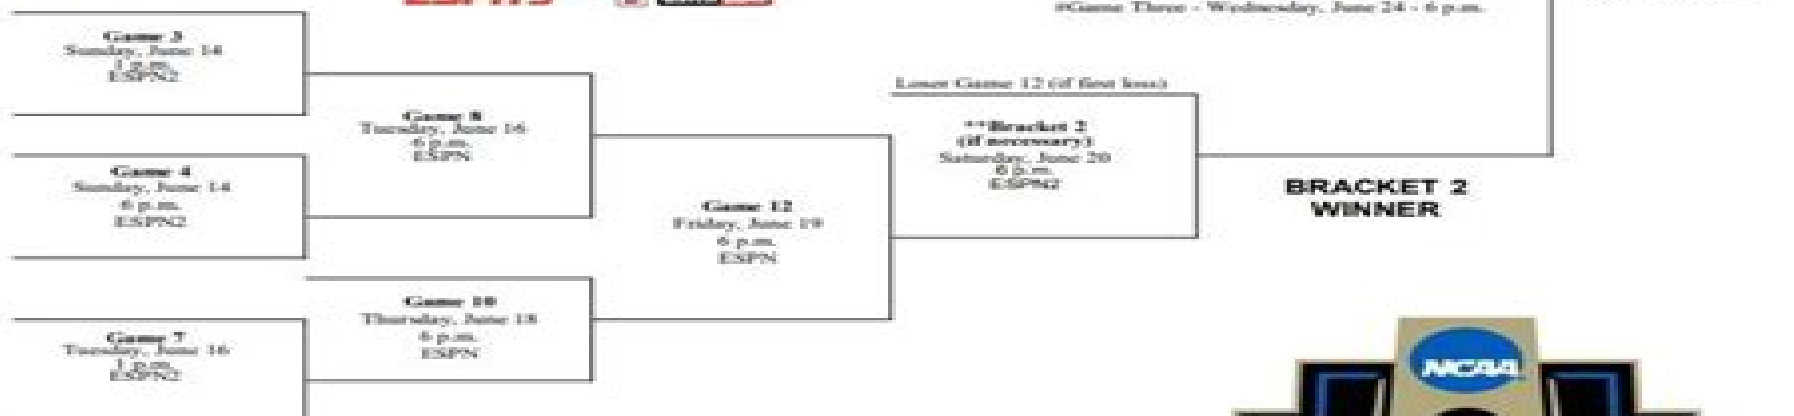 #Game Three - Wednesday, June 24 - 6 p.m.
Game 3
Sunday, June 14
1 p.m.
ESPN2
Loser Game 12 (if first loss)
Game 8
Tuesday, June 16
6 p.m.
ESPN
**Bracket 2
(if necessary)
Saturday, June 20
8 p.m.
ESPN2
Game 4
Sunday, June 14
6 p.m.
ESPN2
BRACKET 2
WINNER
Game 12
Friday, June 19
6 p.m.
ESPN
Game 10
Thursday, June 18
6 p.m.
ESPN
Game 7
Tuesday, June 16
1 p.m.
ESPN2
NCAA